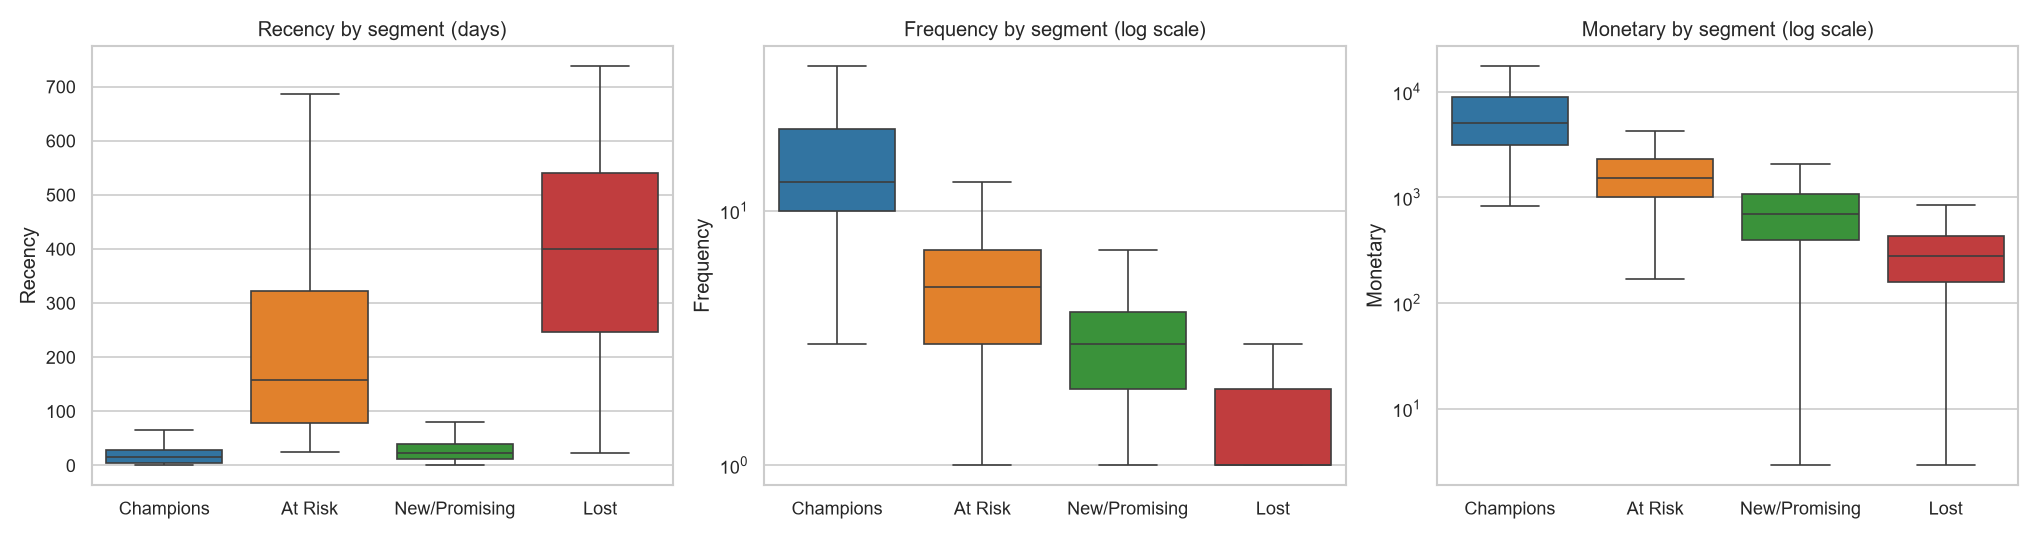 Recency by segment (days)
Recency
700
600
500
400
300
200
100
0
Champions At Risk New/Promising Lost
Frequency by segment (log scale)
Frequency
10¹
10⁰
Champions At Risk New/Promising Lost
Monetary by segment (log scale)
Monetary
10⁴
10³
10²
10¹
Champions At Risk New/Promising Lost